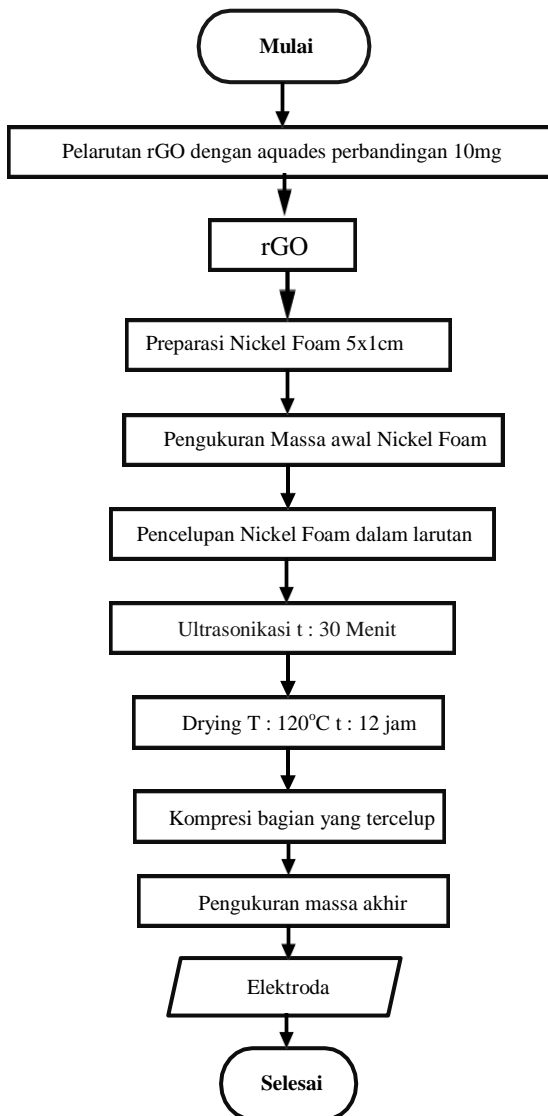 Mulai
Pelarutan rGO dengan aquades perbandingan 10mg
rGO
Preparasi Nickel Foam 5x1cm
Pengukuran Massa awal Nickel Foam
Pencelupan Nickel Foam dalam larutan
Ultrasonikasi t : 30 Menit
Drying T : 120°C t : 12 jam
Kompresi bagian yang tercelup
Pengukuran massa akhir
Elektroda
Selesai